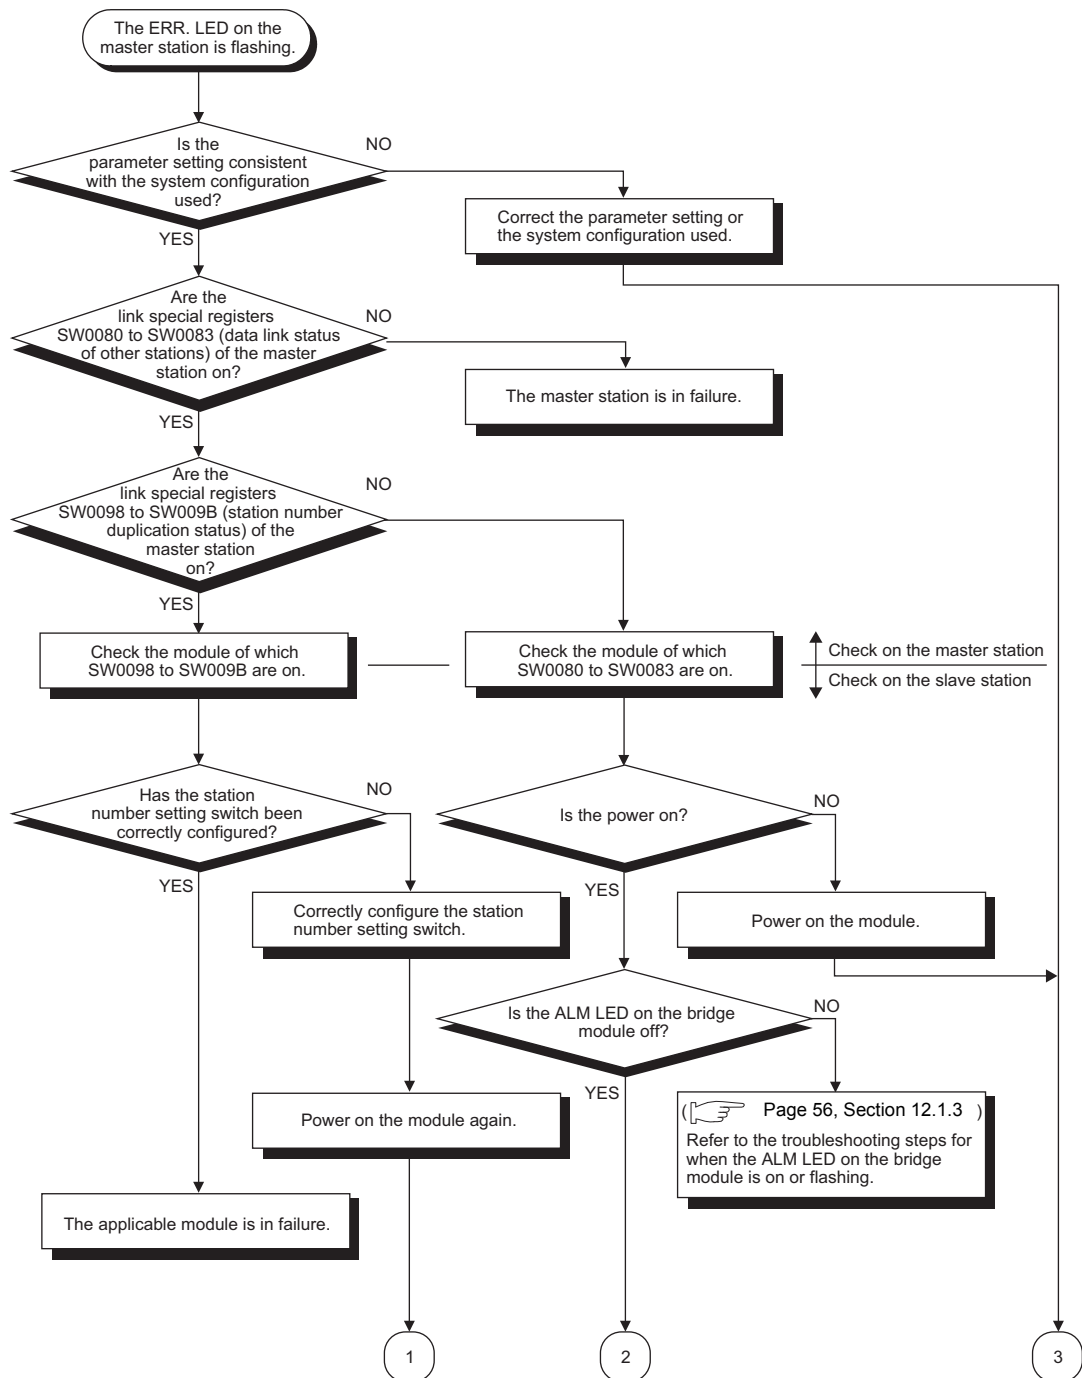 The ERR. LED on the
master station is flashing.
Is the
parameter setting consistent
with the system configuration
used?
NO
YES
Correct the parameter setting or
the system configuration used.
Are the
link special registers
SW0080 to SW0083 (data link status
of other stations) of the master
station on?
NO
YES
The master station is in failure.
Are the
link special registers
SW0098 to SW009B (station number
duplication status) of the
master station
on?
NO
YES
Check the module of which
SW0098 to SW009B are on.
Check the module of which
SW0080 to SW0083 are on.
Check on the master station
Check on the slave station
Has the station
number setting switch been
correctly configured?
NO
YES
Is the power on?
NO
YES
Correctly configure the station
number setting switch.
Power on the module.
Is the ALM LED on the bridge
module off?
NO
YES
Power on the module again.
( Page 56, Section 12.1.3 )
Refer to the troubleshooting steps for
when the ALM LED on the bridge
module is on or flashing.
The applicable module is in failure.
1
2
3